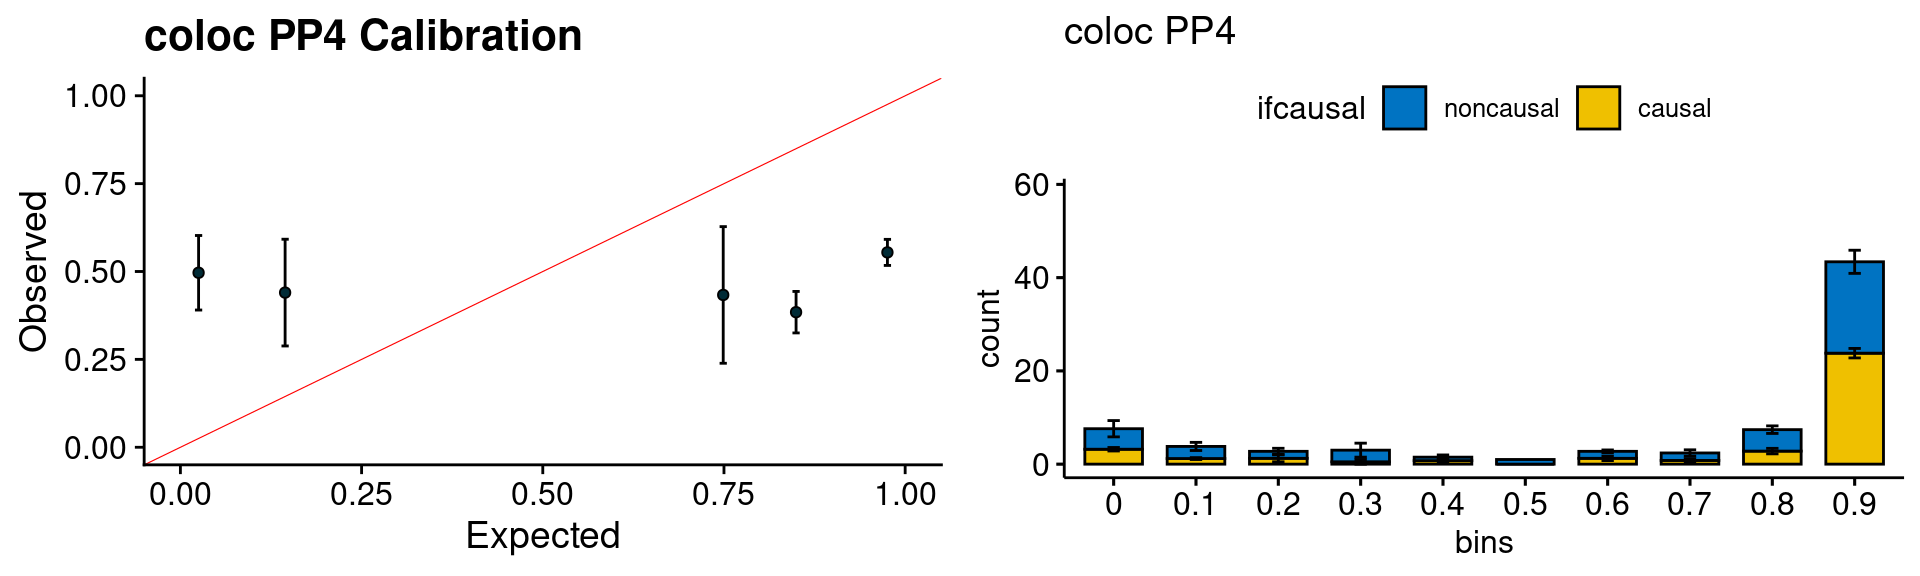 coloc PP4 Calibration
Observed
1.00
0.75
0.50
0.25
0.00
0.00 0.25 0.50 0.75 1.00
Expected
coloc PP4
ifcausal noncausal causal
count
60
40
20
0
0 0.1 0.2 0.3 0.4 0.5 0.6 0.7 0.8 0.9
bins